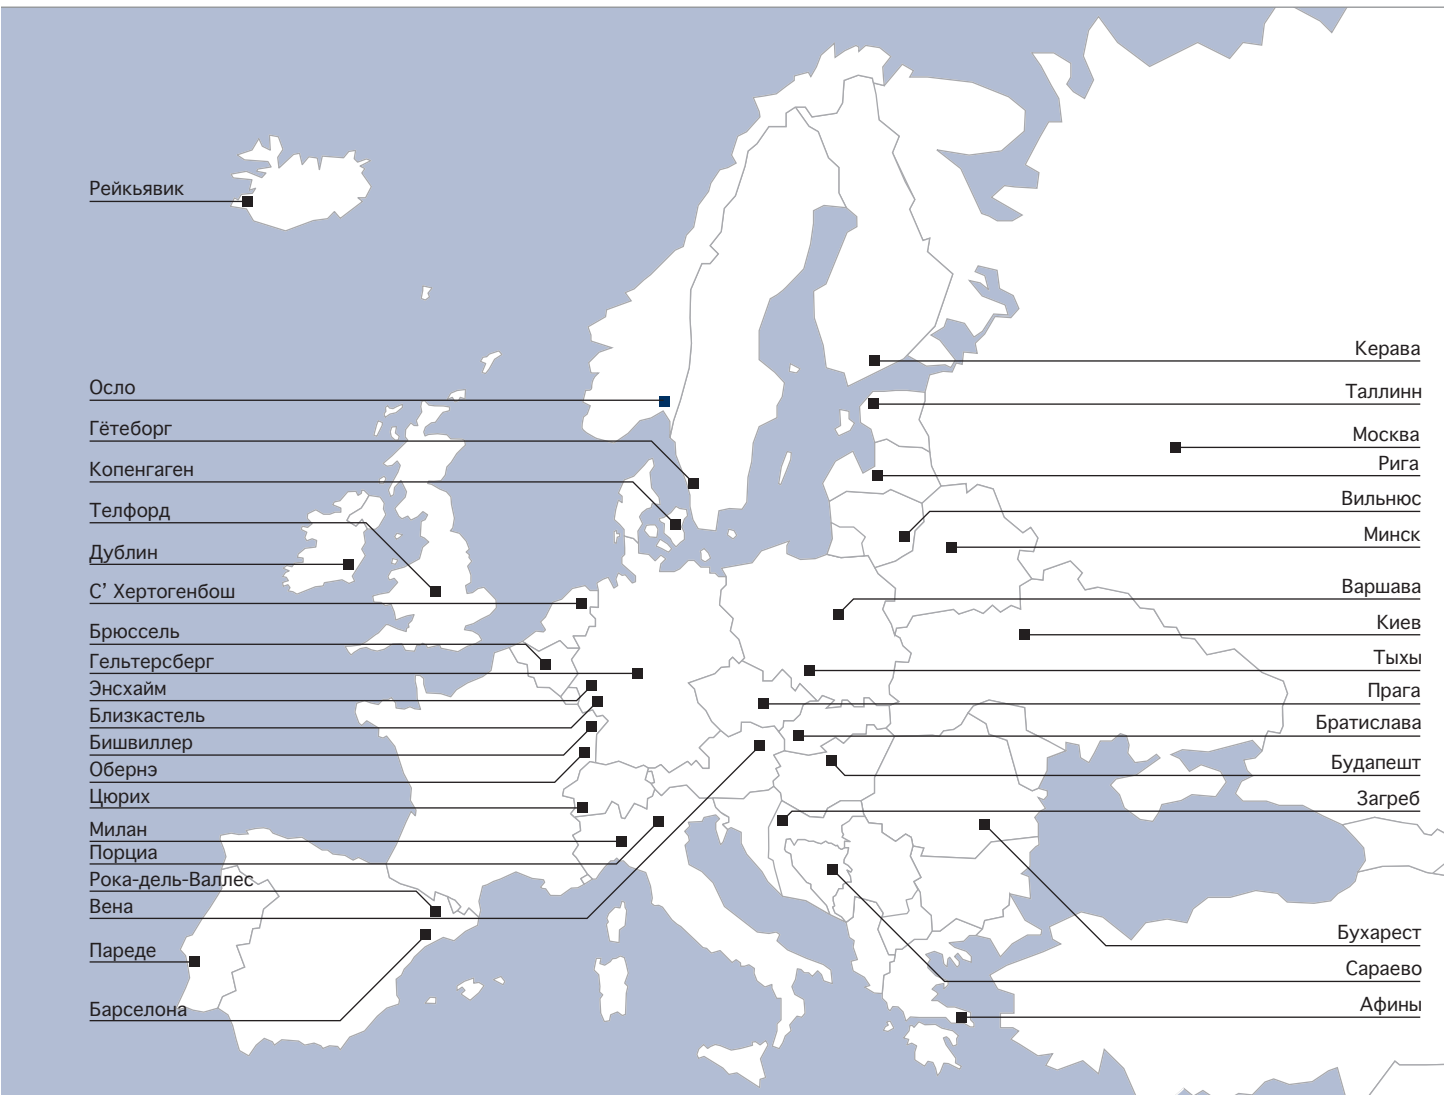 Рейкьявик
Осло
Гётеборг
Копенгаген
Телфорд
Дублин
С’ Хертогенбош
Брюссель
Гельтерсберг
Энсхайм
Близкастель
Бишвиллер
Обернэ
Цюрих
Милан
Порциа
Рока-дель-Валлес
Вена
Пареде
Барселона
Керава
Таллинн
Москва
Рига
Вильнюс
Минск
Варшава
Киев
Тыхы
Прага
Братислава
Будапешт
Загреб
Бухарест
Сараево
Афины